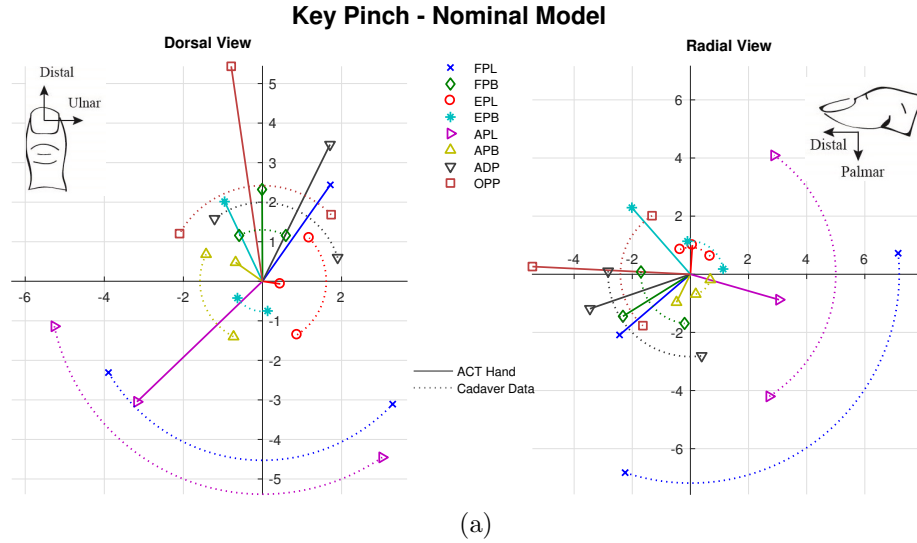 Key Pinch - Nominal Model
Dorsal View
Radial View
Distal
Ulnar
FPL
FPB
EPL
EPB
APL
APB
ADP
OPP
Distal
Palmar
5
4
3
2
1
-6
-4
-2
2
-1
-2
-3
-4
-5
6
4
2
-4
-2
2
4
6
-2
-4
-6
ACT Hand
Cadaver Data
(a)